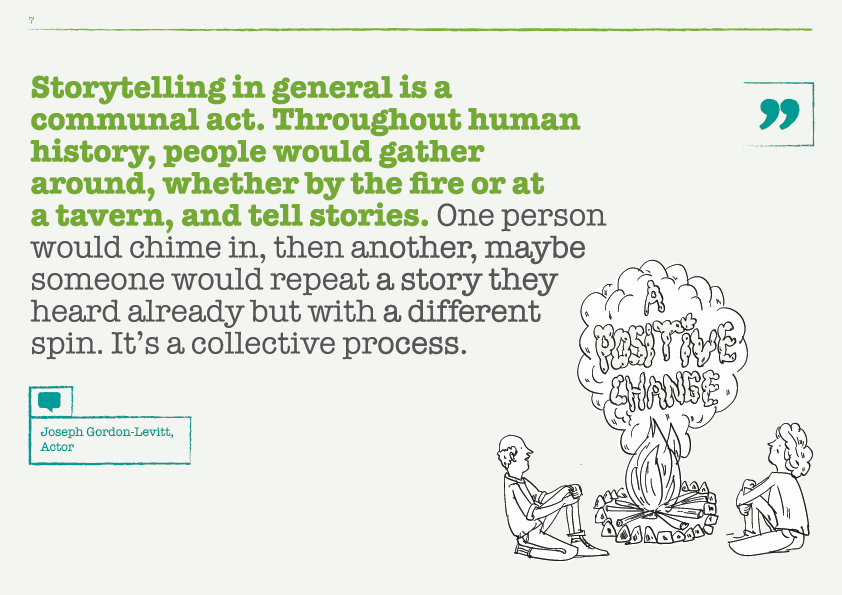 7
Storytelling in general is a
communal act. Throughout human
history, people would gather
around, whether by the fire or at
a tavern, and tell stories. One person
would chime in, then another, maybe
someone would repeat a story they
heard already but with a different
spin. It’s a collective process.
”
Joseph Gordon-Levitt,
Actor
A
POSITIVE
CHANGE